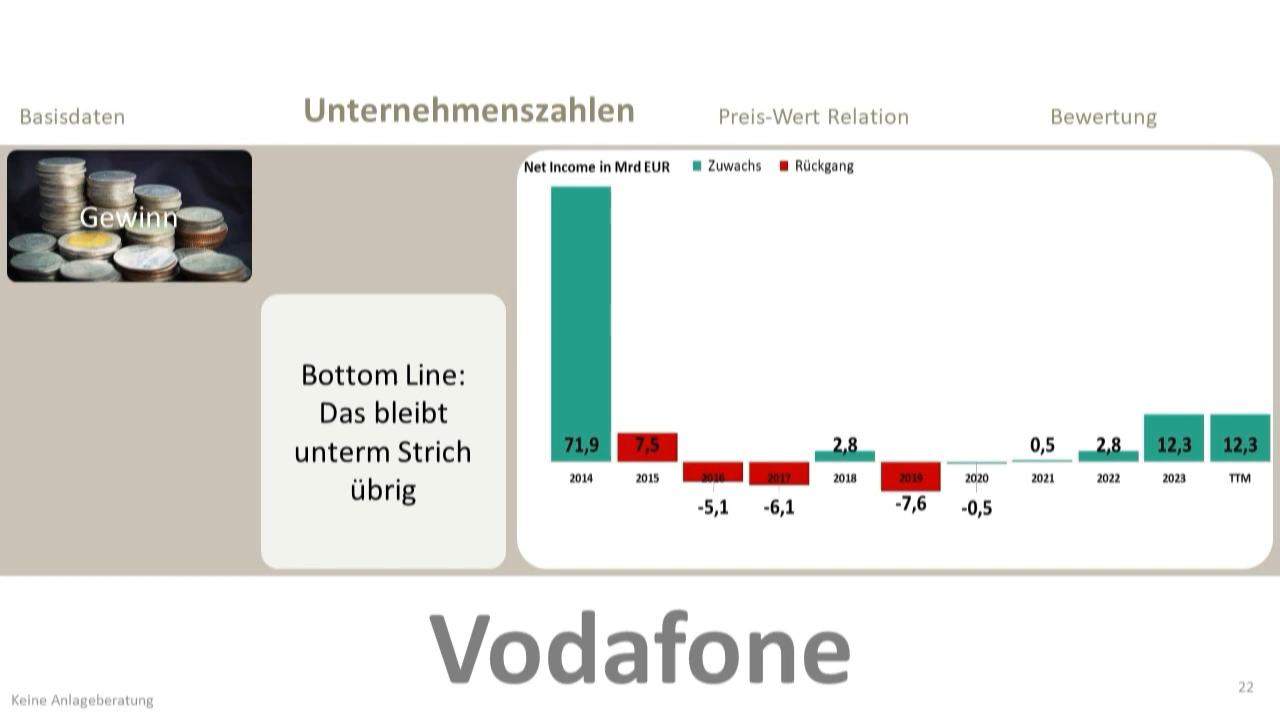 Basisdaten
Unternehmenszahlen
Preis-Wert Relation
Bewertung
Gewinn
Bottom Line:
Das bleibt
unterm Strich
übrig
Net Income in Mrd EUR
Zuwachs
Rückgang
71,9
7,5
2,8
0,5
2,8
12,3
12,3
2014
2015
2016
2017
2018
2019
2020
2021
2022
2023
TTM
-5,1
-6,1
-7,6
-0,5
Vodafone
Keine Anlageberatung
22